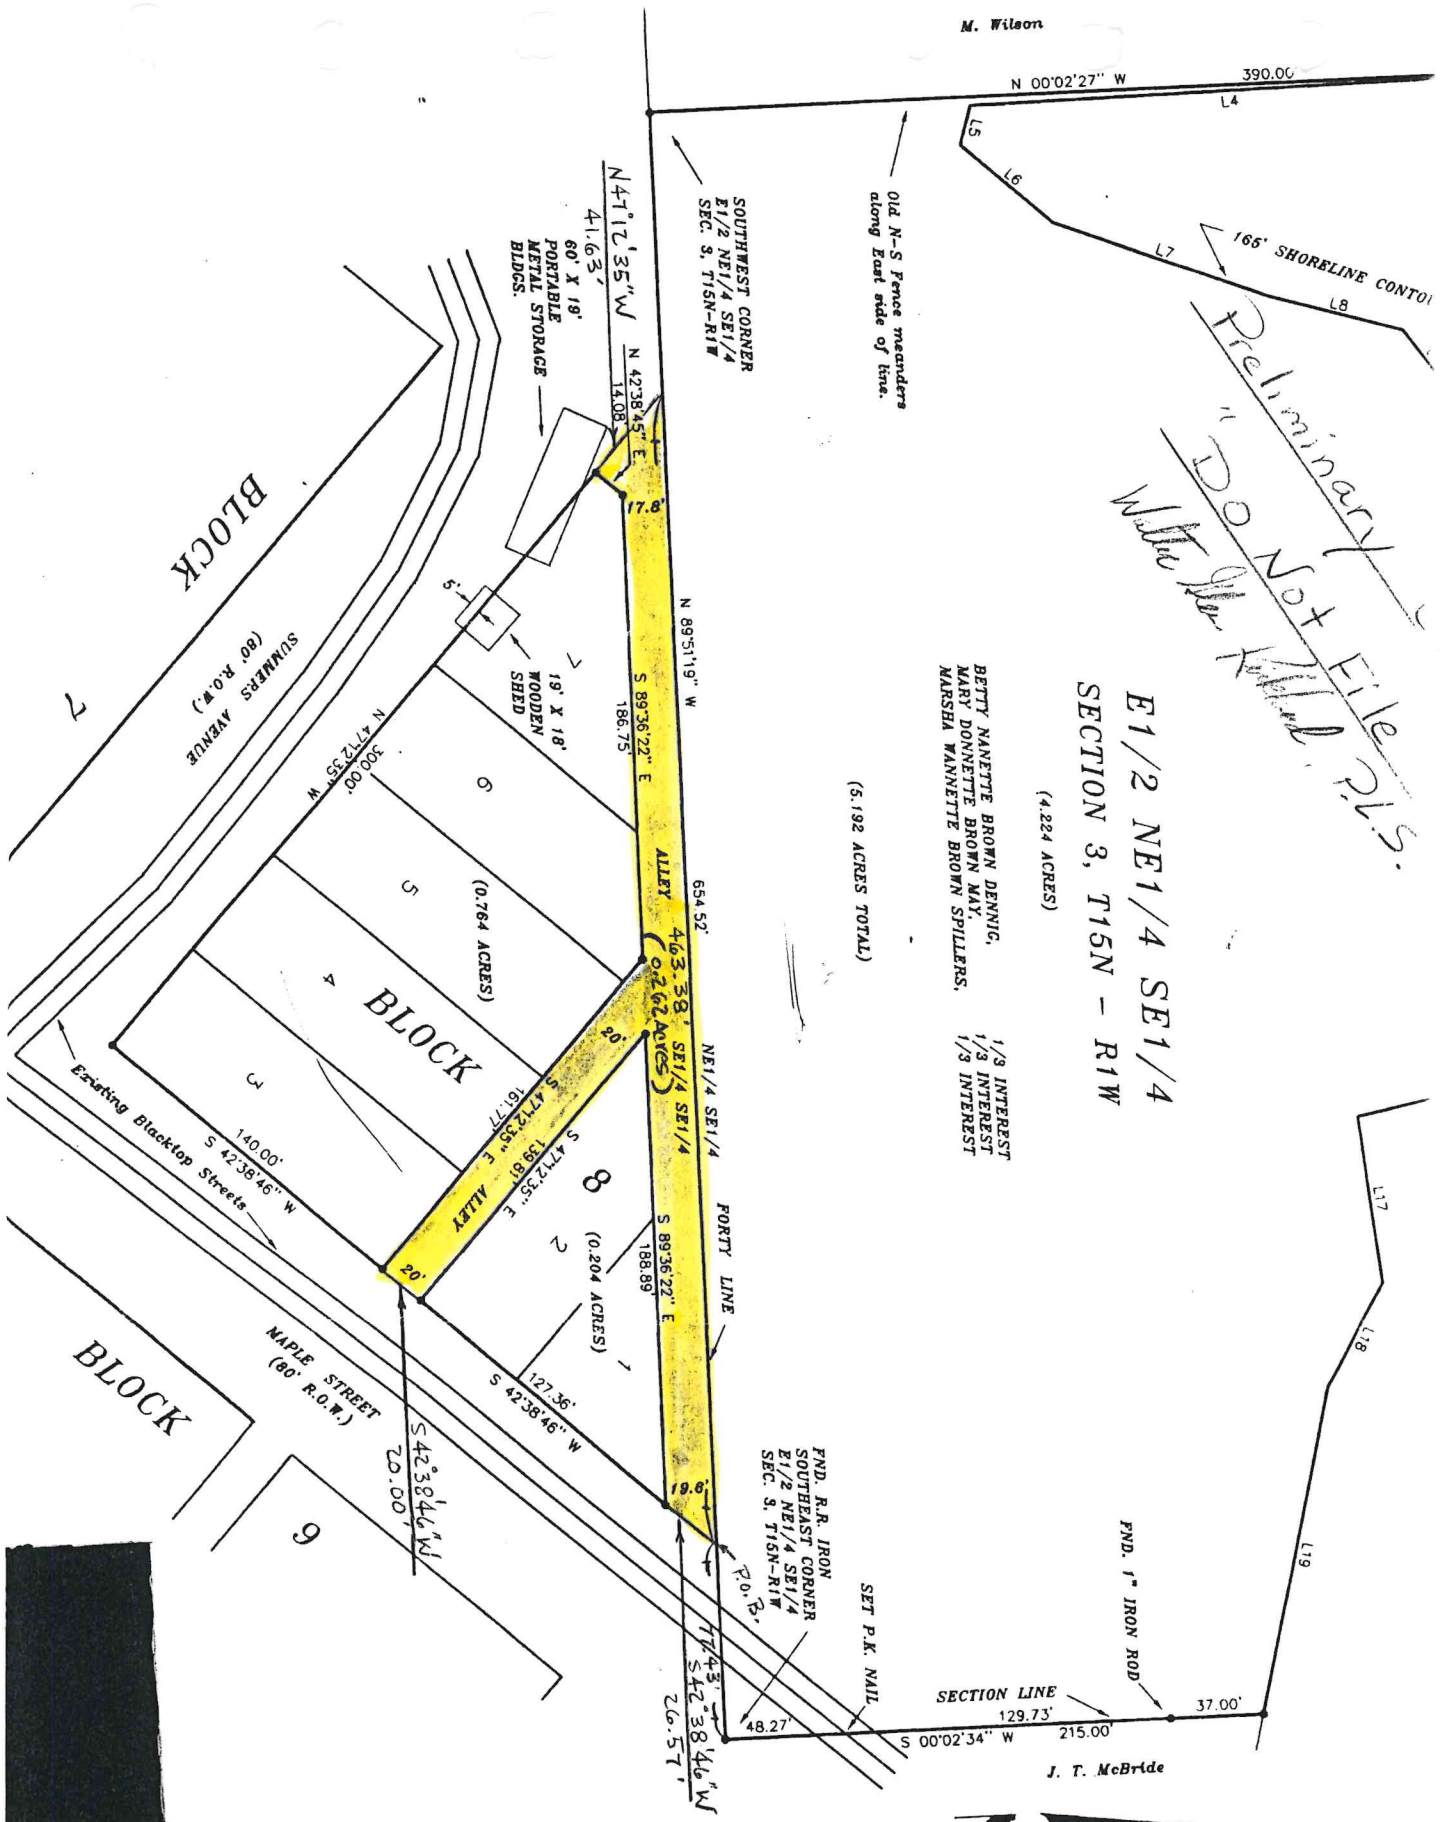 M. Wilson
N 00°02'27" W
390.00
L4
L5
L6
L7
L8
165' SHORELINE CONTO
Old N-S Fence meanders
along East side of line.
SOUTHWEST CORNER
E1/2 NE1/4 SE1/4
SEC. 3, T15N-R1W
Preliminary
" DO Not File
P.L.S.
E1/2 NE1/4 SE1/4
SECTION 3, T15N - R1W
(4.224 ACRES)
BETTY NANETTE BROWN DENNIG, 1/3 INTEREST
MARY DONNETTE BROWN MAY, 1/3 INTEREST
MARSHA WANNETTE BROWN SPILLERS, 1/3 INTEREST
(5.192 ACRES TOTAL)
N47°12'35"W
41.63'
N 42°38'45" E
14.08'
60' X 19'
PORTABLE
METAL STORAGE
BLDGS.
17.8'
N 89°51'19" W
654.52'
463.38'
(0.262 Acres)
NE1/4 SE1/4
SE1/4 SE1/4
FORTY LINE
S 89°36'22" E
186.75'
ALLEY
5'
19' X 18'
WOODEN
SHED
7
6
5
4
3
(0.764 ACRES)
BLOCK
8
20'
S 47°12'35" E
161.77'
ALLEY
S 47°12'35" E
139.81'
20'
2
(0.204 ACRES)
1
S 89°36'22" E
188.89'
127.36'
S 42°38'46" W
19.6'
P.O.B.
77.43'
S42°38'46"W
26.57'
S42°38'46"W
20.00'
N 47°12'35" W
300.00'
140.00'
S 42°38'46" W
Existing Blacktop Streets
SUMMERS AVENUE
(80' R.O.W.)
BLOCK
7
MAPLE STREET
(80' R.O.W.)
BLOCK
9
FND. R.R. IRON
SOUTHEAST CORNER
E1/2 NE1/4 SE1/4
SEC. 3, T15N-R1W
SET P.K. NAIL
FND. 1" IRON ROD
SECTION LINE
48.27'
129.73'
37.00'
S 00°02'34" W
215.00'
J. T. McBride
L17
L18
L19